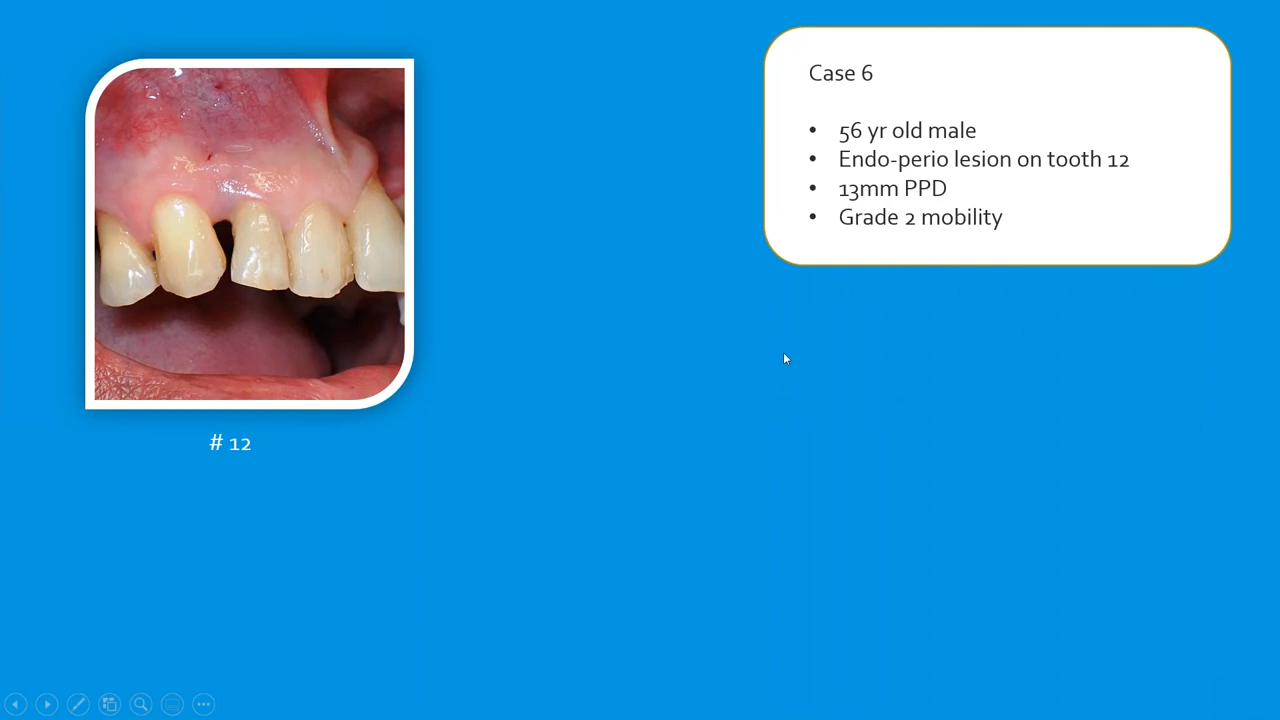 Case 6
• 56 yr old male
• Endo-perio lesion on tooth 12
• 13mm PPD
• Grade 2 mobility
# 12